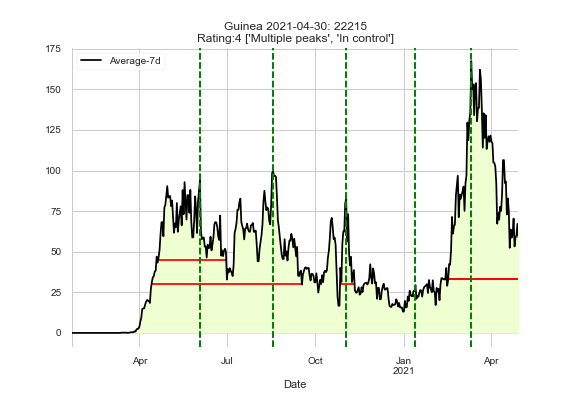 Guinea 2021-04-30: 22215
Rating:4 ['Multiple peaks', 'In control']
175
Average-7d
150
125
100
75
50
25
0
Apr Jul Oct Jan Apr
2021
Date